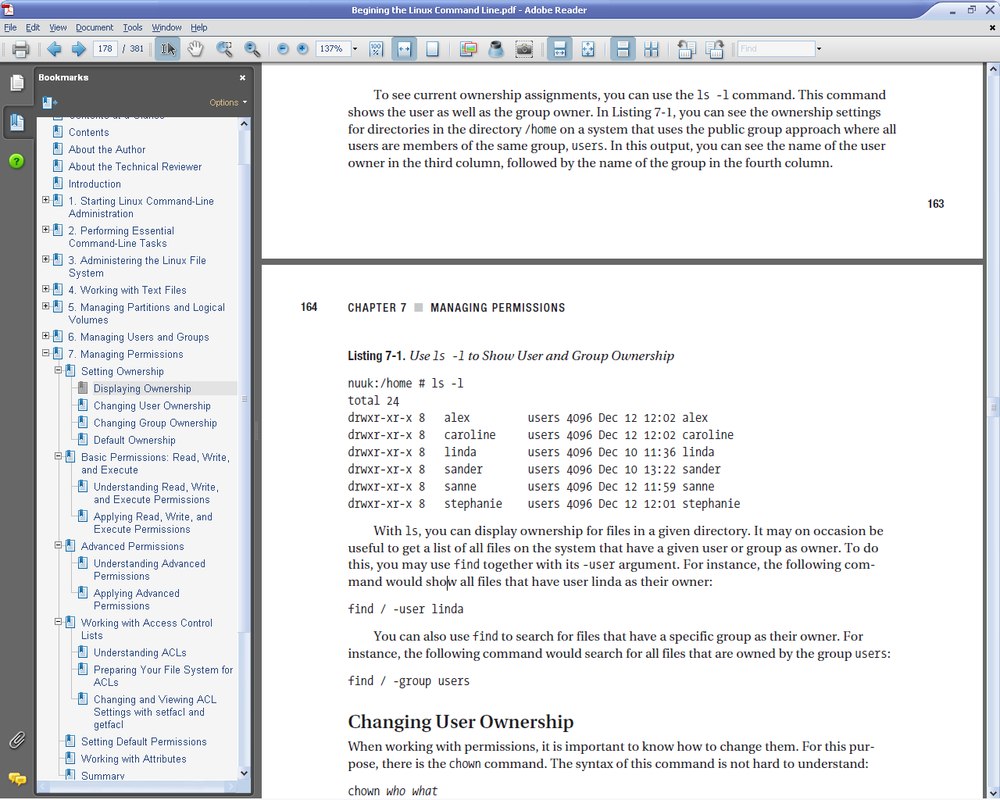 Begining the Linux Command Line.pdf - Adobe Reader
File Edit View Document Tools Window Help
178 / 381
137%
100%
Find
Bookmarks
Options
Contents at a Glance
Contents
About the Author
About the Technical Reviewer
Introduction
1. Starting Linux Command-Line
Administration
2. Performing Essential
Command-Line Tasks
3. Administering the Linux File
System
4. Working with Text Files
5. Managing Partitions and Logical
Volumes
6. Managing Users and Groups
7. Managing Permissions
Setting Ownership
Displaying Ownership
Changing User Ownership
Changing Group Ownership
Default Ownership
Basic Permissions: Read, Write,
and Execute
Understanding Read, Write,
and Execute Permissions
Applying Read, Write, and
Execute Permissions
Advanced Permissions
Understanding Advanced
Permissions
Applying Advanced
Permissions
Working with Access Control
Lists
Understanding ACLs
Preparing Your File System for
ACLs
Changing and Viewing ACL
Settings with setfacl and
getfacl
Setting Default Permissions
Working with Attributes
Summary
To see current ownership assignments, you can use the ls -l command. This command
shows the user as well as the group owner. In Listing 7-1, you can see the ownership settings
for directories in the directory /home on a system that uses the public group approach where all
users are members of the same group, users. In this output, you can see the name of the user
owner in the third column, followed by the name of the group in the fourth column.
163
164 CHAPTER 7 ■ MANAGING PERMISSIONS
Listing 7-1. Use ls -l to Show User and Group Ownership
nuuk:/home # ls -l
total 24
drwxr-xr-x 8 alex users 4096 Dec 12 12:02 alex
drwxr-xr-x 8 caroline users 4096 Dec 12 12:02 caroline
drwxr-xr-x 8 linda users 4096 Dec 10 11:36 linda
drwxr-xr-x 8 sander users 4096 Dec 10 13:22 sander
drwxr-xr-x 8 sanne users 4096 Dec 12 11:59 sanne
drwxr-xr-x 8 stephanie users 4096 Dec 12 12:01 stephanie
With ls, you can display ownership for files in a given directory. It may on occasion be
useful to get a list of all files on the system that have a given user or group as owner. To do
this, you may use find together with its -user argument. For instance, the following com-
mand would show all files that have user linda as their owner:
find / -user linda
You can also use find to search for files that have a specific group as their owner. For
instance, the following command would search for all files that are owned by the group users:
find / -group users
Changing User Ownership
When working with permissions, it is important to know how to change them. For this pur-
pose, there is the chown command. The syntax of this command is not hard to understand:
chown who what